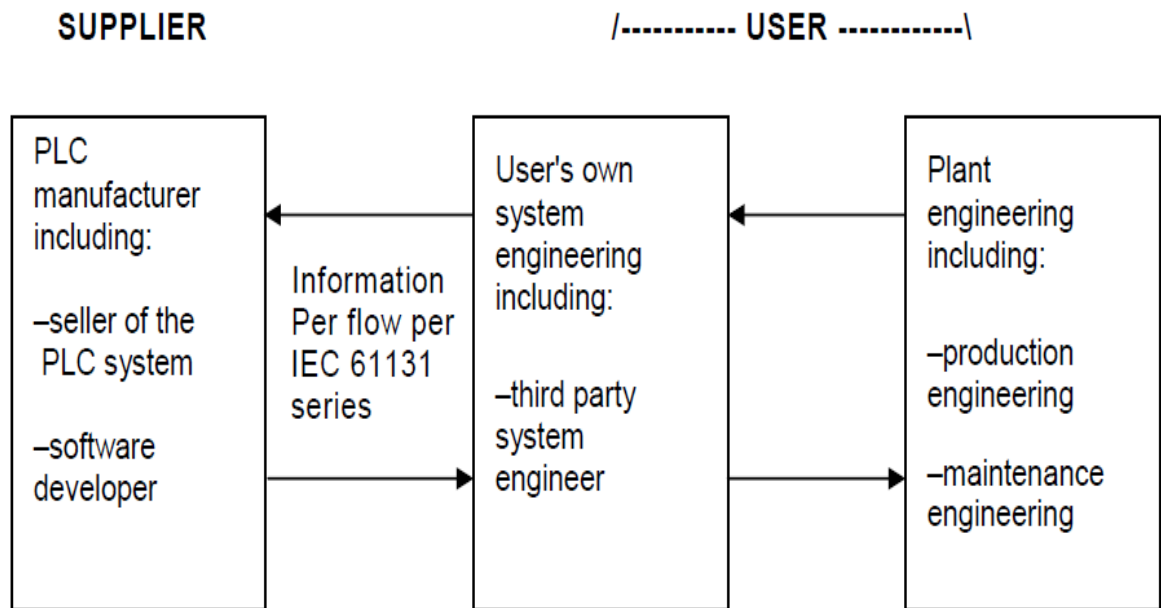 SUPPLIER
/----------- USER ------------\
PLC
manufacturer
including:
–seller of the
PLC system
–software
developer
Information
Per flow per
IEC 61131
series
User's own
system
engineering
including:
–third party
system
engineer
Plant
engineering
including:
–production
engineering
–maintenance
engineering